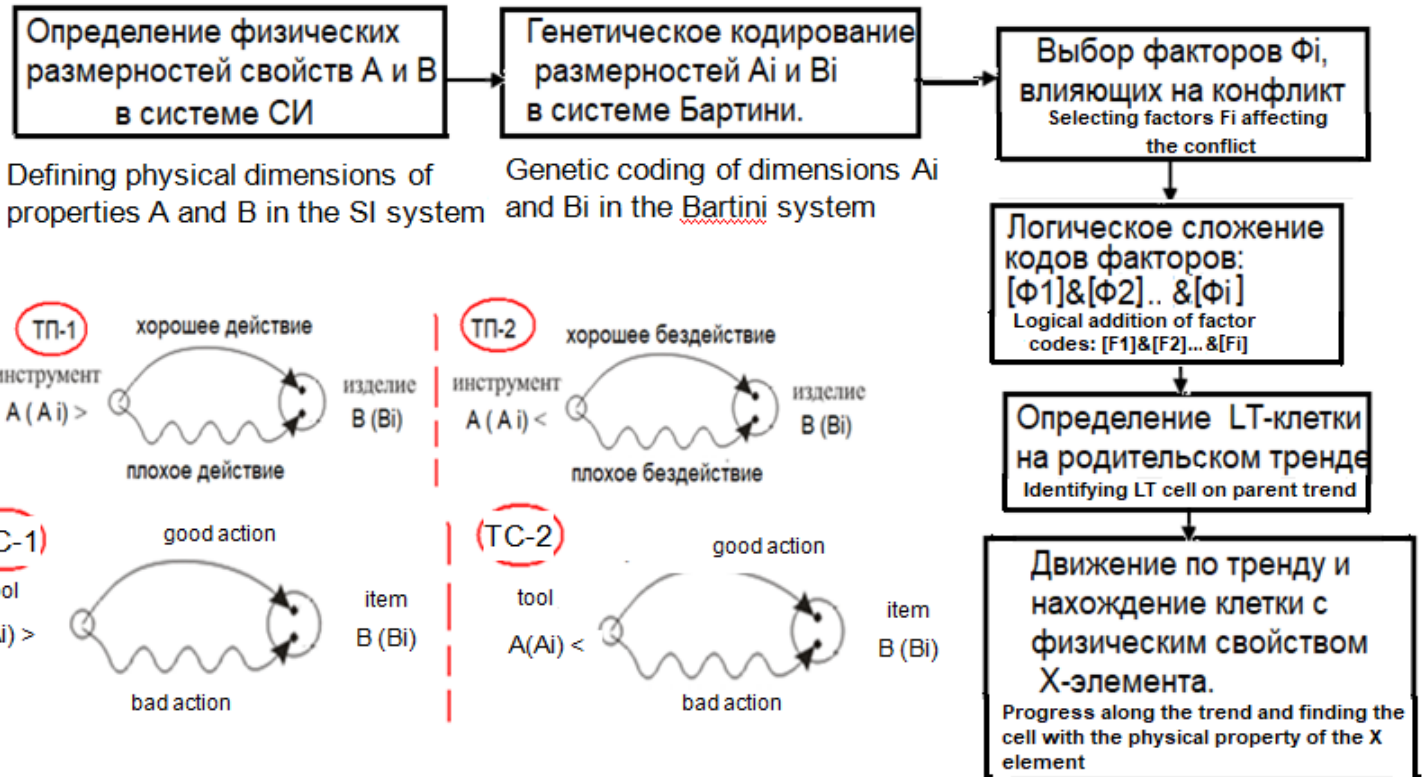 Определение физических
размерностей свойств А и В
в системе СИ
Генетическое кодирование
размерностей Ai и Bi
в системе Бартини.
Выбор факторов Фi,
влияющих на конфликт
Selecting factors Fi affecting
the conflict
Defining physical dimensions of
properties A and B in the SI system
Genetic coding of dimensions Ai
and Bi in the Bartini system
Логическое сложение
кодов факторов:
[Ф1]&[Ф2].. &[Фi]
Logical addition of factor
codes: [F1]&[F2]...&[Fi]
Определение LT-клетки
на родительском тренде
Identifying LT cell on parent trend
Движение по тренду и
нахождение клетки с
физическим свойством
Х-элемента.
Progress along the trend and finding the
cell with the physical property of the X
element
ТП-1
хорошее действие
инструмент
A ( A i) >
изделие
B (Bi)
плохое действие
ТП-2
хорошее бездействие
инструмент
A ( A i) <
изделие
B (Bi)
плохое бездействие
C-1
good action
ol
i) >
item
B (Bi)
bad action
TC-2
good action
tool
A(Ai) <
item
B (Bi)
bad action